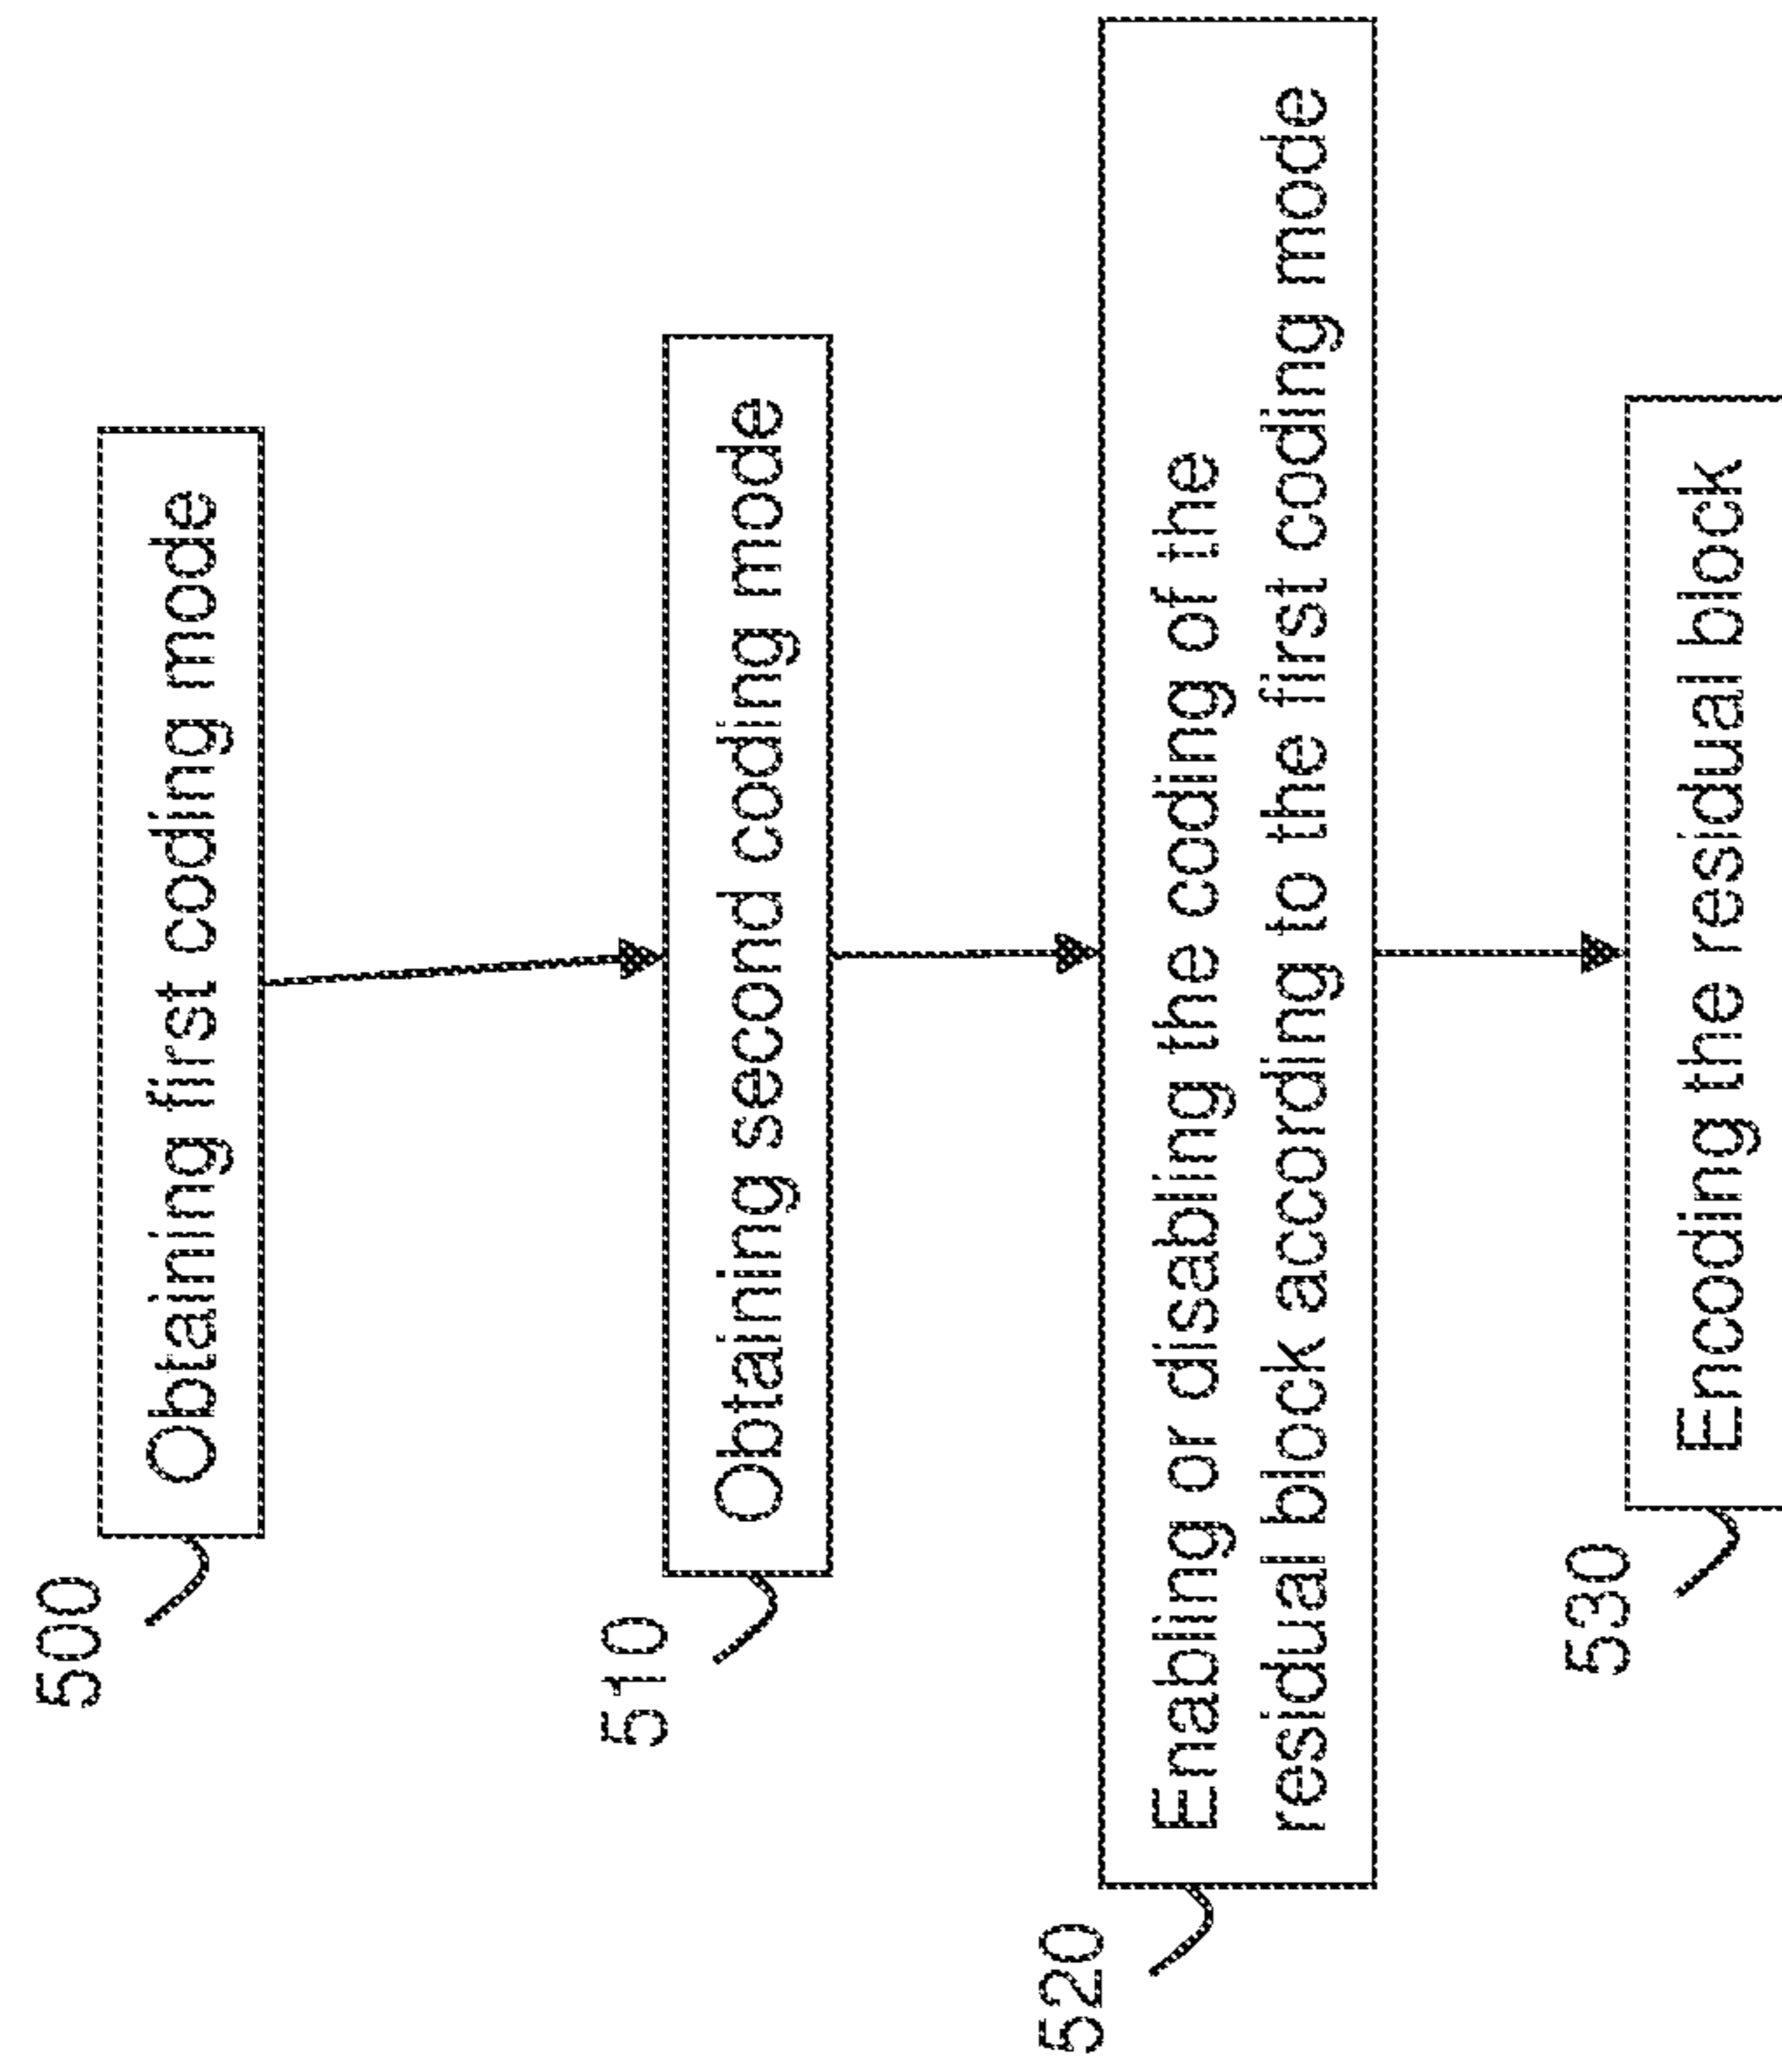 500
Obtaining first coding mode
510
Obtaining second coding mode
520
Enabling or disabling the coding of the
residual block according to the first coding mode
530
Encoding the residual block